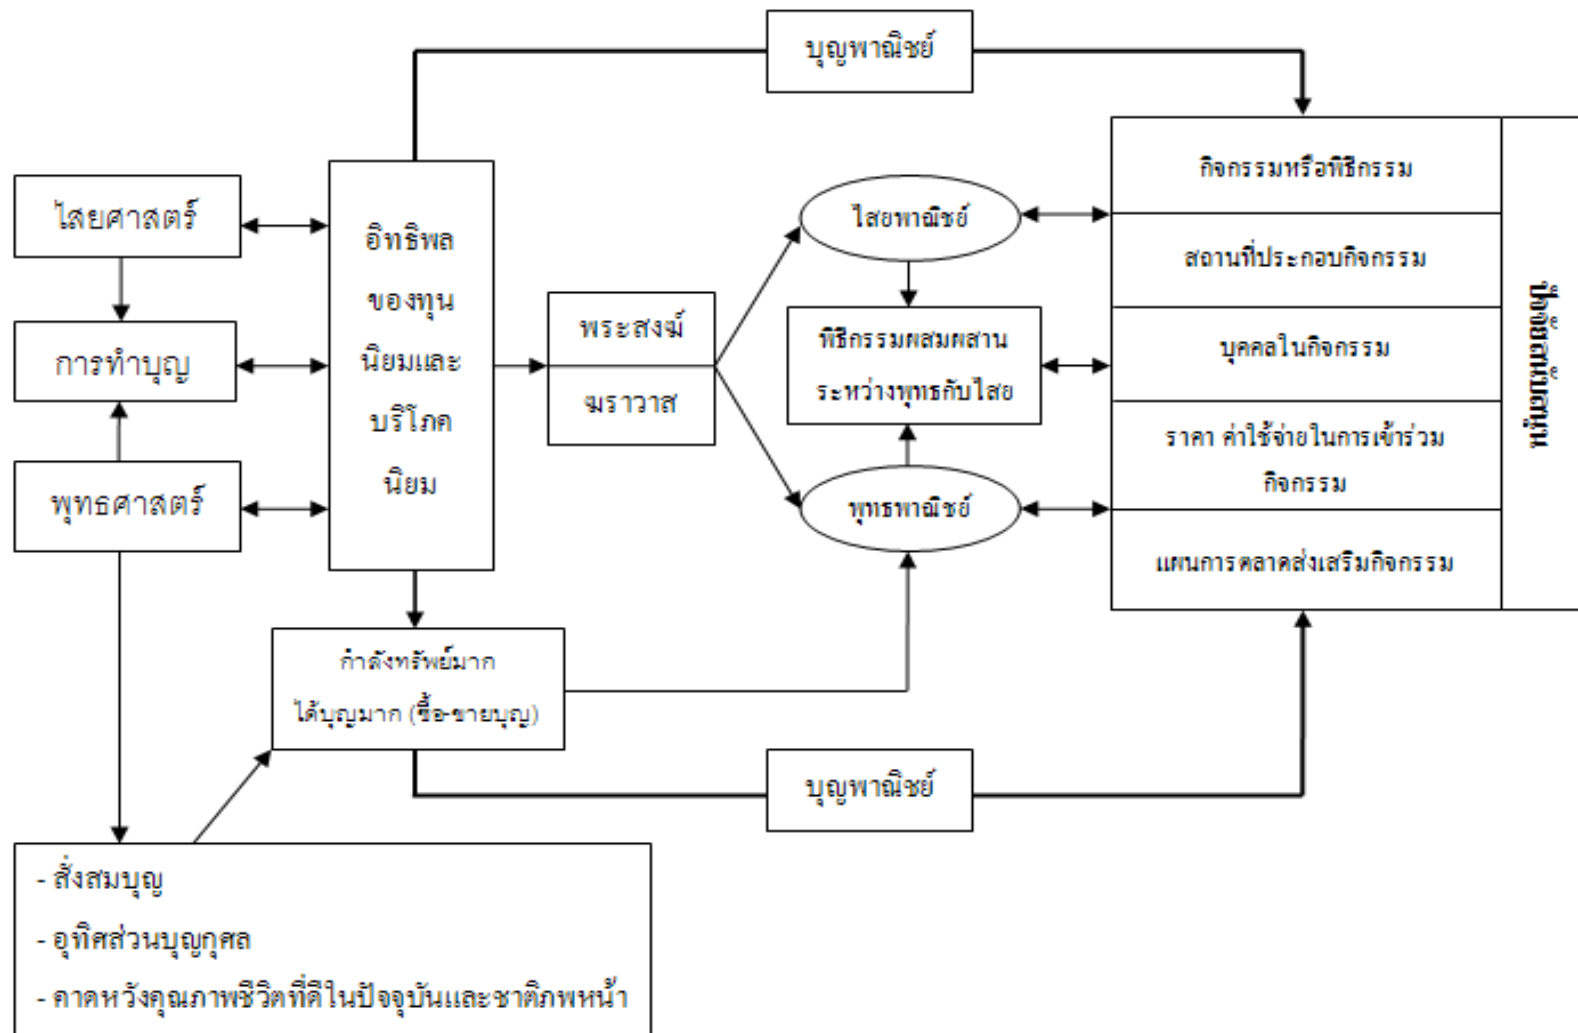 บุญพาณิชย์
ไสยศาสตร์
การทำบุญ
พุทธศาสตร์
อิทธิพล
ของทุน
นิยมและ
บริโภค
นิยม
พระสงฆ์
ฆราวาส
ไสยพาณิชย์
พิธีกรรมผสมผสาน
ระหว่างพุทธกับไสย
พุทธพาณิชย์
กิจกรรมหรือพิธีกรรม
สถานที่ประกอบกิจกรรม
บุคคลในกิจกรรม
ราคา ค่าใช้จ่ายในการเข้าร่วม
กิจกรรม
แผนการตลาดส่งเสริมกิจกรรม
ปัจจัยสนับสนุน
กำลังทรัพย์มาก
ได้บุญมาก (ซื้อ-ขายบุญ)
บุญพาณิชย์
- สั่งสมบุญ
- อุทิศส่วนบุญกุศล
- คาดหวังคุณภาพชีวิตที่ดีในปัจจุบันและชาติภพหน้า